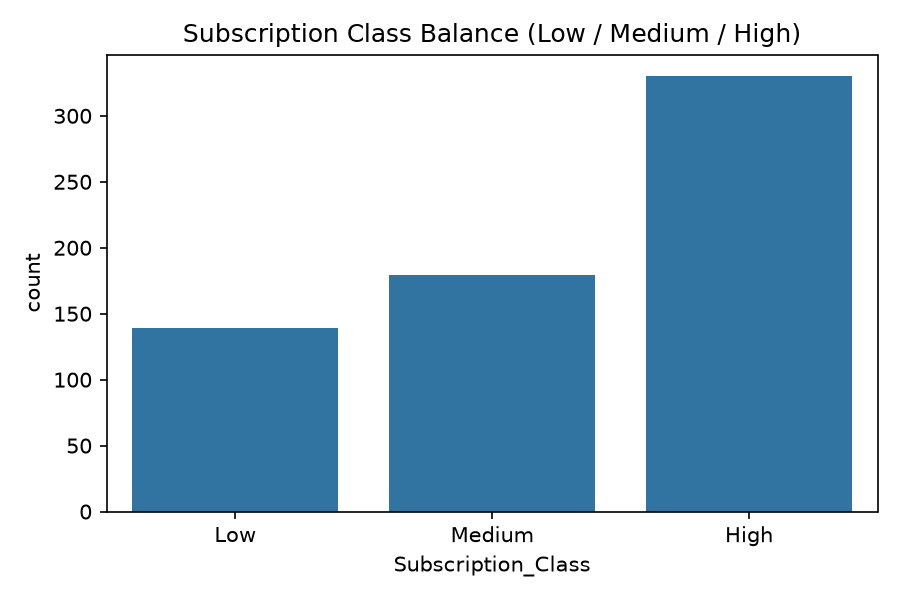 Subscription Class Balance (Low / Medium / High)
300
250
200
150
100
50
0
count
Low Medium High
Subscription_Class